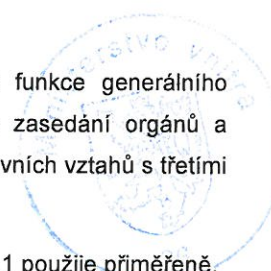 funkce generálního
zasedání orgánů a
vních vztahů s třetími
1 použije přiměřeně.